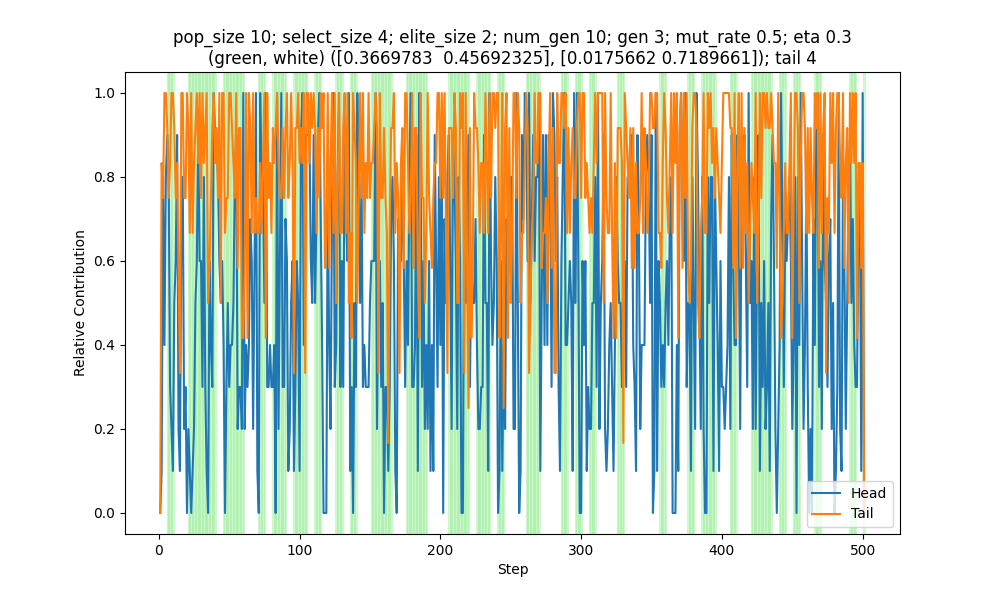 pop_size 10; select_size 4; elite_size 2; num_gen 10; gen 3; mut_rate 0.5; eta 0.3
(green, white) ([0.3669783  0.45692325], [0.0175662 0.7189661]); tail 4
1.0
0.8
0.6
0.4
0.2
0.0
Relative Contribution
0
100
200
300
400
500
Step
Head
Tail